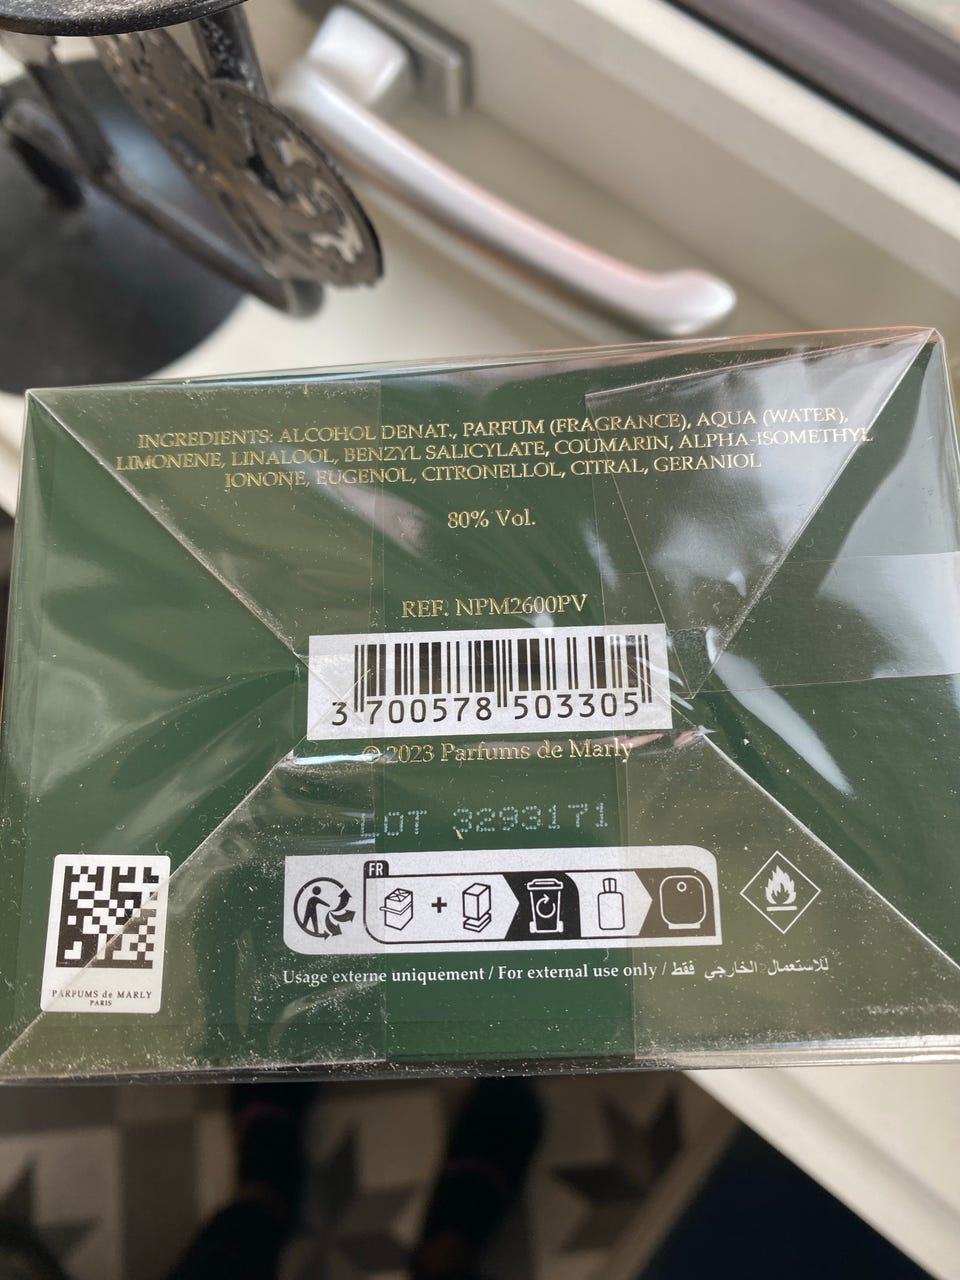 INGREDIENTS: ALCOHOL DENAT., PARFUM (FRAGRANCE), AQUA (WATER),
LIMONENE, LINALOOL, BENZYL SALICYLATE, COUMARIN, ALPHA-ISOMETHYL
IONONE, EUGENOL, CITRONELLOL, CITRAL, GERANIOL
80% Vol.
REF. NPM2600PV
3 700578 503305
© 2023 Parfums de Marly
LOT 3293171
FR
+
PARFUMS de MARLY
PARIS
Usage externe uniquement / For external use only / للاستعمال الخارجي فقط